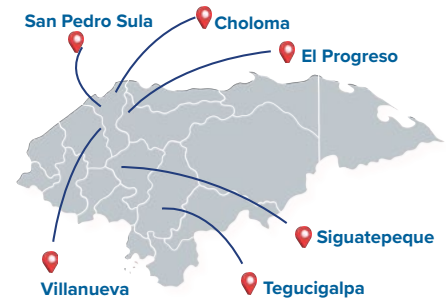 San Pedro Sula
Choloma
El Progreso
Siguatepeque
Villanueva
Tegucigalpa